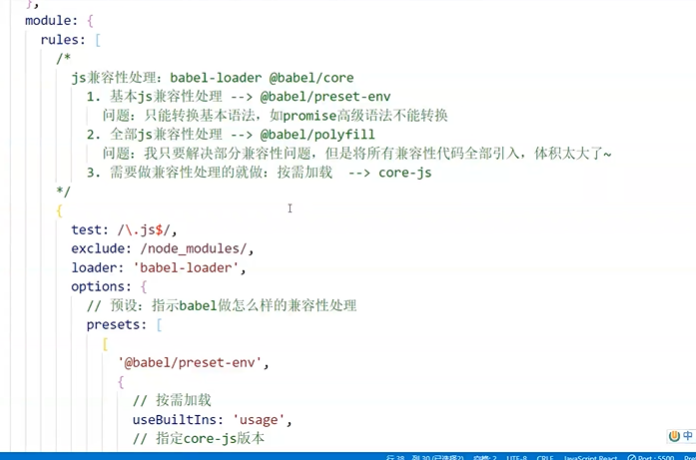 },
module: {
rules: [
/*
js兼容性处理：babel-loader @babel/core
1. 基本js兼容性处理 --> @babel/preset-env
问题：只能转换基本语法，如promise高级语法不能转换
2. 全部js兼容性处理 --> @babel/polyfill
问题：我只要解决部分兼容性问题，但是将所有兼容性代码全部引入，体积太大了~
3. 需要做兼容性处理的就做：按需加载 --> core-js
*/
{
test: /\.js$/,
exclude: /node_modules/,
loader: 'babel-loader',
options: {
// 预设：指示babel做怎么样的兼容性处理
presets: [
[
'@babel/preset-env',
{
// 按需加载
useBuiltIns: 'usage',
// 指定core-js版本
中
行 38, 列 30 UTF-8 CRLF JavaScript React Port : 5500